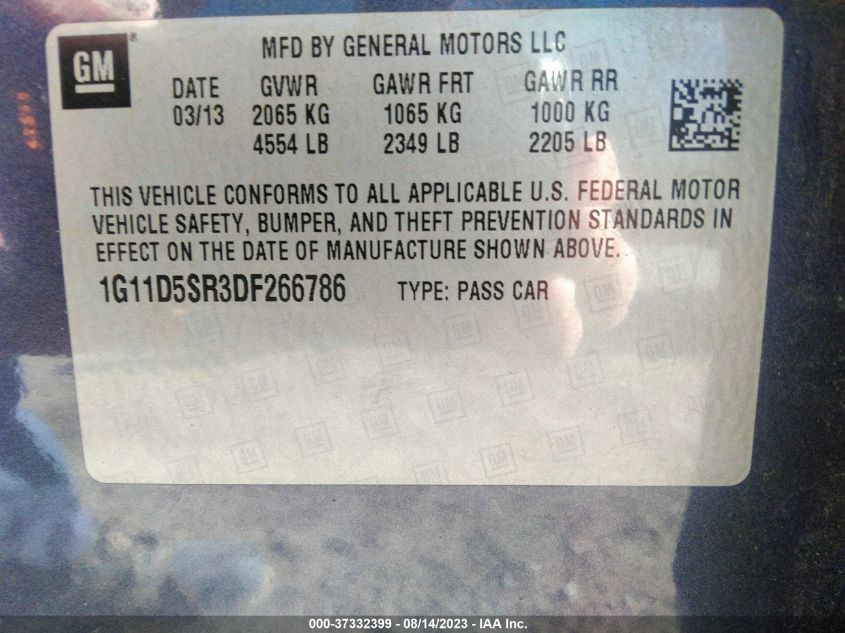 GM ®
MFD BY GENERAL MOTORS LLC
DATE GVWR GAWR FRT GAWR RR
03/13 2065 KG 1065 KG 1000 KG
4554 LB 2349 LB 2205 LB
THIS VEHICLE CONFORMS TO ALL APPLICABLE U.S. FEDERAL MOTOR
VEHICLE SAFETY, BUMPER, AND THEFT PREVENTION STANDARDS IN
EFFECT ON THE DATE OF MANUFACTURE SHOWN ABOVE.
1G11D5SR3DF266786 TYPE: PASS CAR
000-37332399 - 08/14/2023 - IAA Inc.